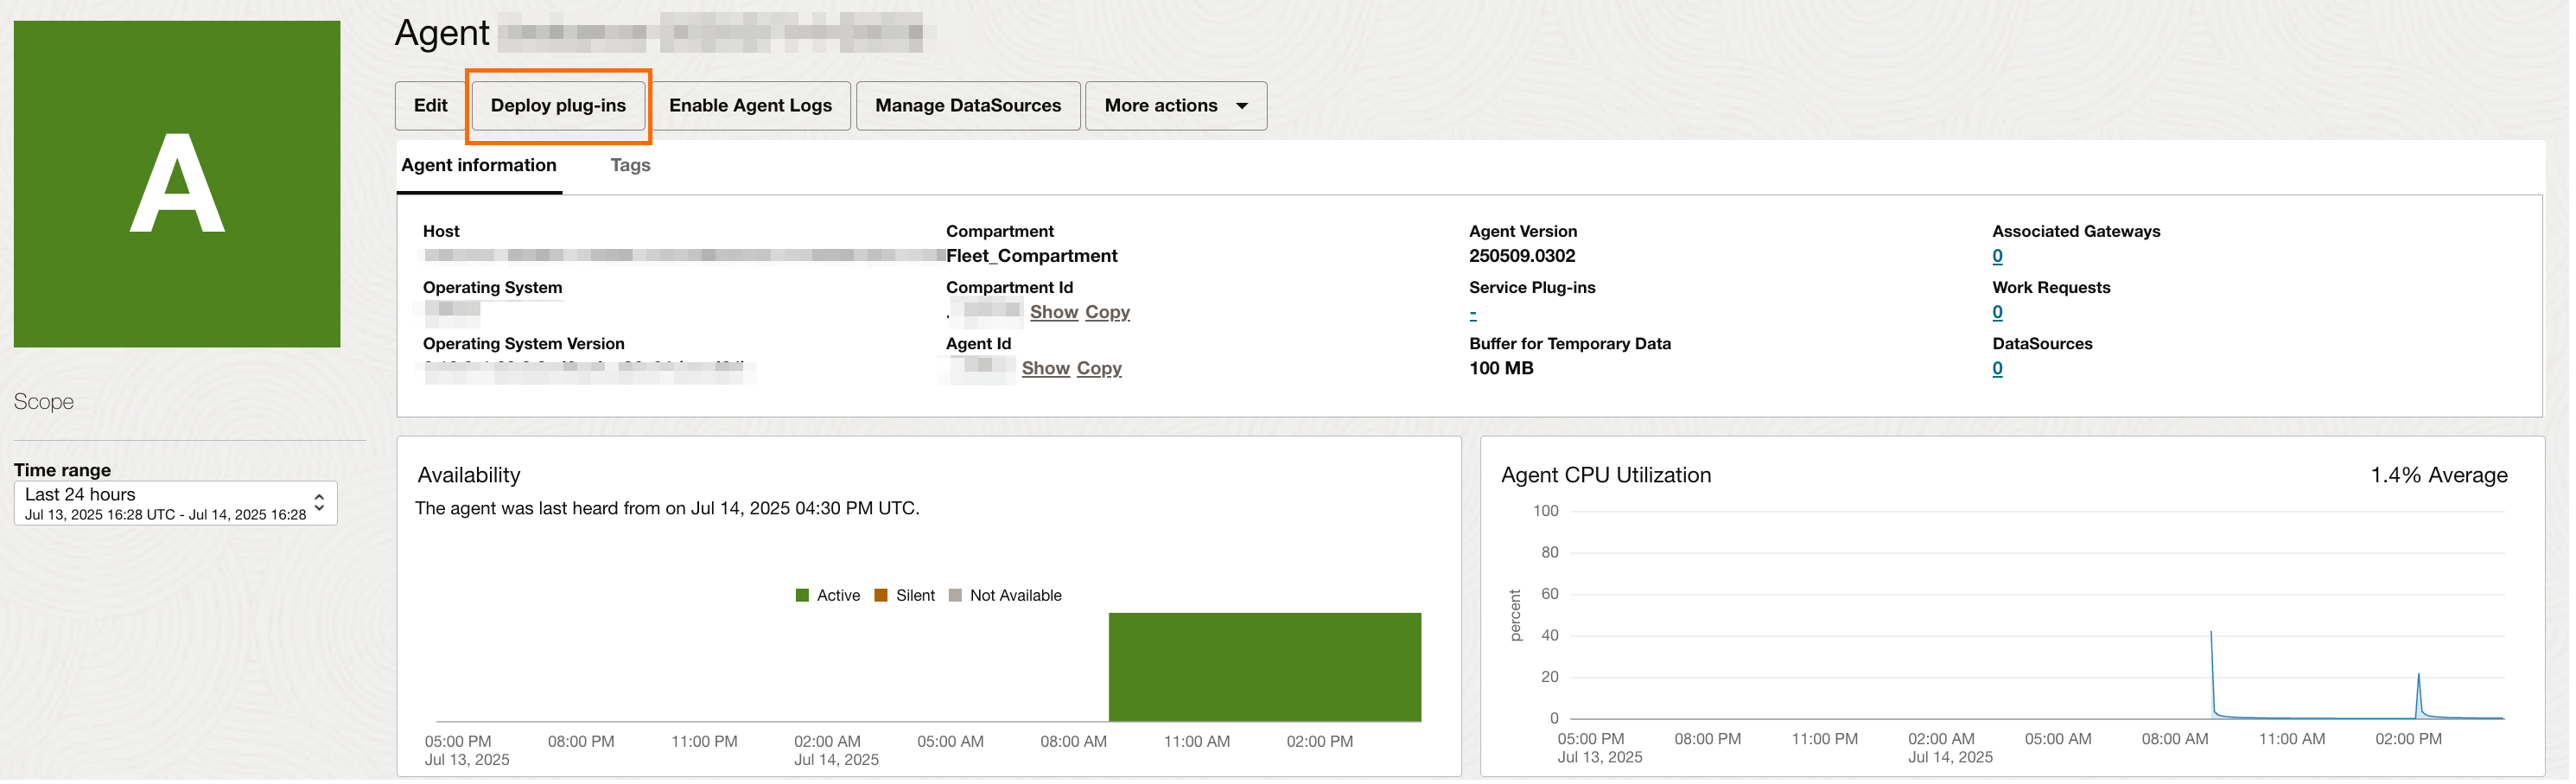 A
Agent
Edit
Deploy plug-ins
Enable Agent Logs
Manage DataSources
More actions
Agent information
Tags
Host
Compartment
Fleet_Compartment
Agent Version
250509.0302
Associated Gateways
0
Operating System
Compartment Id
Show Copy
Service Plug-ins
-
Work Requests
0
Operating System Version
Agent Id
Show Copy
Buffer for Temporary Data
100 MB
DataSources
0
Scope
Time range
Last 24 hours
Jul 13, 2025 16:28 UTC - Jul 14, 2025 16:28
Availability
The agent was last heard from on Jul 14, 2025 04:30 PM UTC.
Active Silent Not Available
05:00 PM 08:00 PM 11:00 PM 02:00 AM 05:00 AM 08:00 AM 11:00 AM 02:00 PM
Jul 13, 2025 Jul 14, 2025
Agent CPU Utilization
1.4% Average
100
80
60
40
20
0
percent
05:00 PM 08:00 PM 11:00 PM 02:00 AM 05:00 AM 08:00 AM 11:00 AM 02:00 PM
Jul 13, 2025 Jul 14, 2025